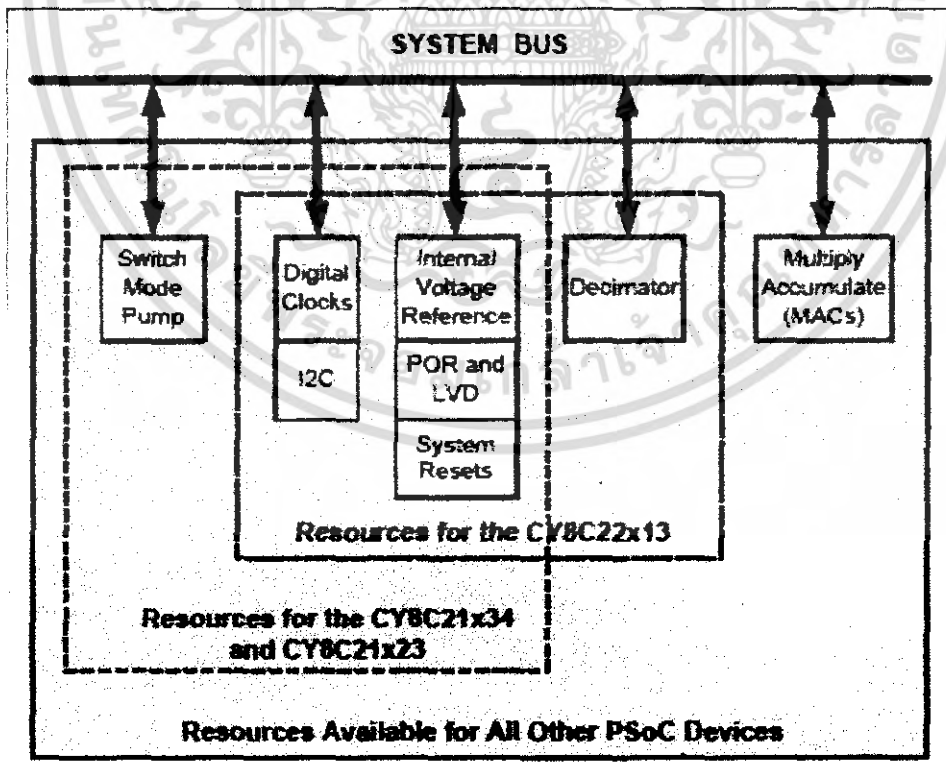 SYSTEM BUS
Switch
Mode
Pump
Digital
Clocks
I2C
Internal
Voltage
Reference
POR and
LVD
System
Resets
Decimator
Multiply
Accumulate
(MACs)
Resources for the CY8C22x13
Resources for the CY8C21x34
and CY8C21x23
Resources Available for All Other PSoC Devices